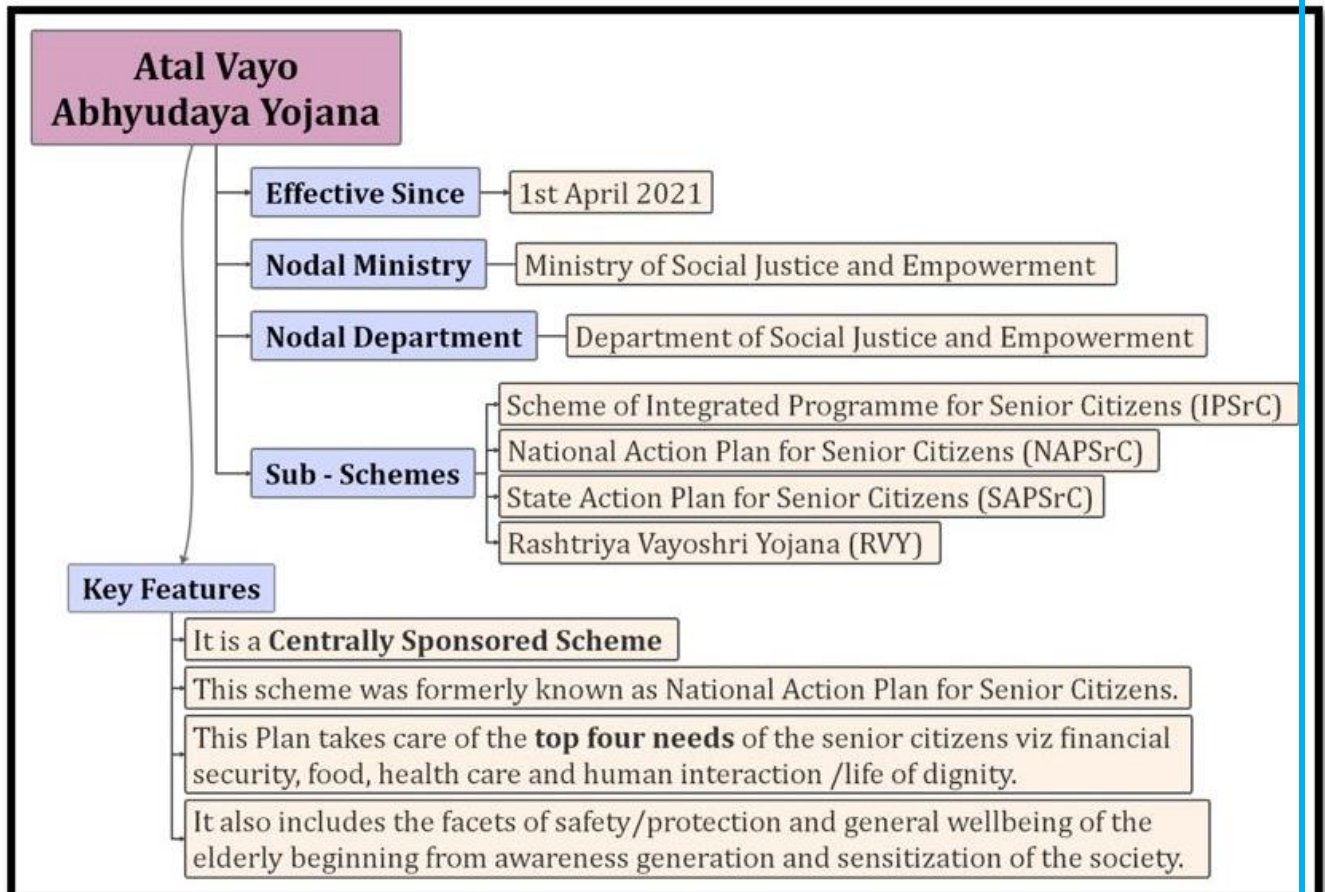 Atal Vayo
Abhyudaya Yojana
Effective Since
1st April 2021
Nodal Ministry
Ministry of Social Justice and Empowerment
Nodal Department
Department of Social Justice and Empowerment
Sub - Schemes
Scheme of Integrated Programme for Senior Citizens (IPSrC)
National Action Plan for Senior Citizens (NAPSrC)
State Action Plan for Senior Citizens (SAPSrC)
Rashtriya Vayoshri Yojana (RVY)
Key Features
It is a Centrally Sponsored Scheme
This scheme was formerly known as National Action Plan for Senior Citizens.
This Plan takes care of the top four needs of the senior citizens viz financial
security, food, health care and human interaction /life of dignity.
It also includes the facets of safety/protection and general wellbeing of the
elderly beginning from awareness generation and sensitization of the society.